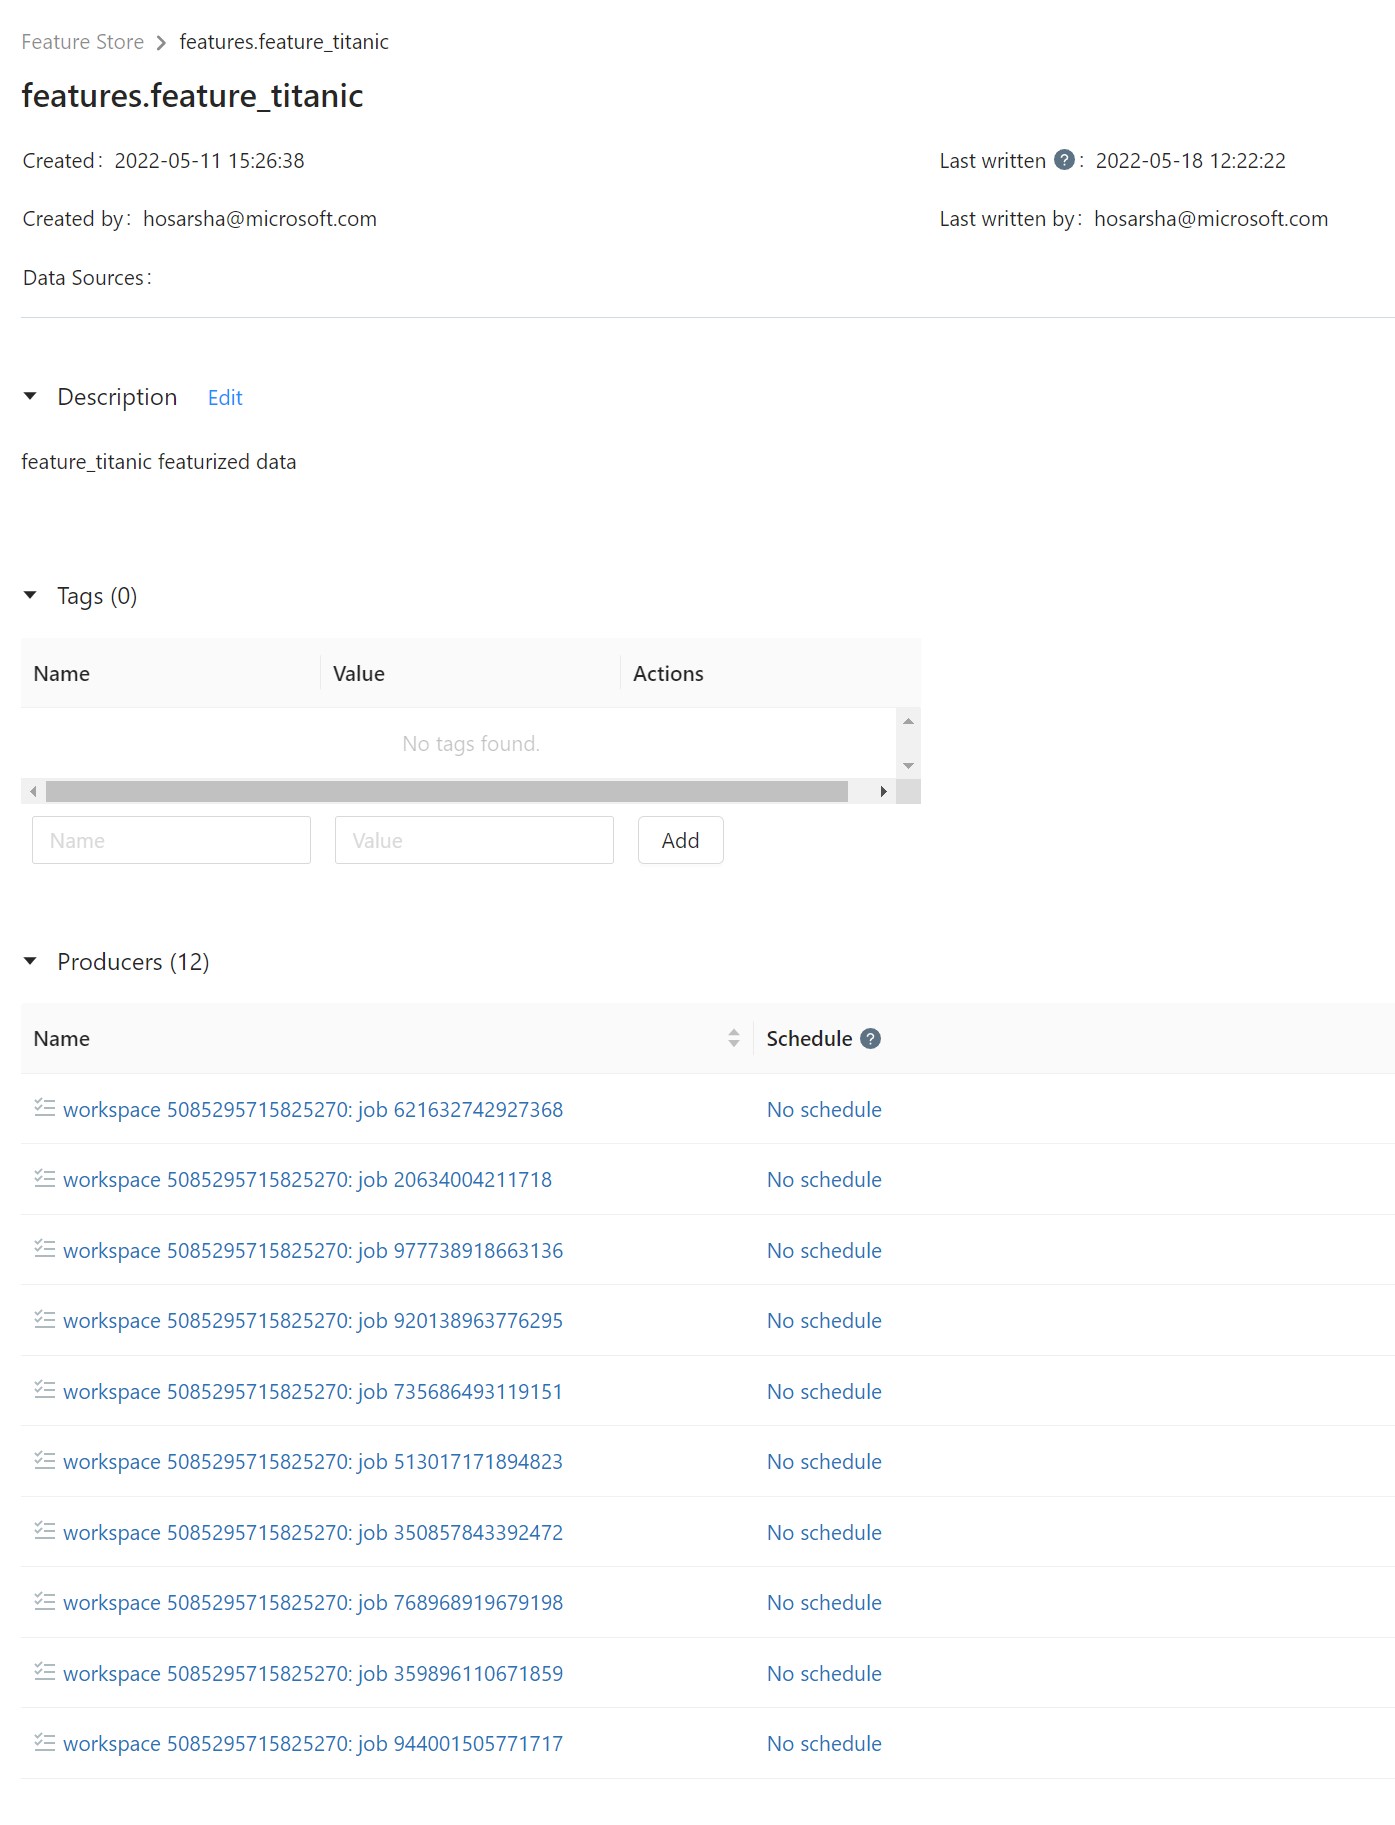 Feature Store > features.feature_titanic
features.feature_titanic
Created: 2022-05-11 15:26:38
Last written ? : 2022-05-18 12:22:22
Created by: hosarsha@microsoft.com
Last written by: hosarsha@microsoft.com
Data Sources:
Description Edit
feature_titanic featurized data
Tags (0)
Name Value Actions
No tags found.
Name Value Add
Producers (12)
Name Schedule ?
workspace 5085295715825270: job 621632742927368 No schedule
workspace 5085295715825270: job 20634004211718 No schedule
workspace 5085295715825270: job 977738918663136 No schedule
workspace 5085295715825270: job 920138963776295 No schedule
workspace 5085295715825270: job 735686493119151 No schedule
workspace 5085295715825270: job 513017171894823 No schedule
workspace 5085295715825270: job 350857843392472 No schedule
workspace 5085295715825270: job 768968919679198 No schedule
workspace 5085295715825270: job 359896110671859 No schedule
workspace 5085295715825270: job 944001505771717 No schedule